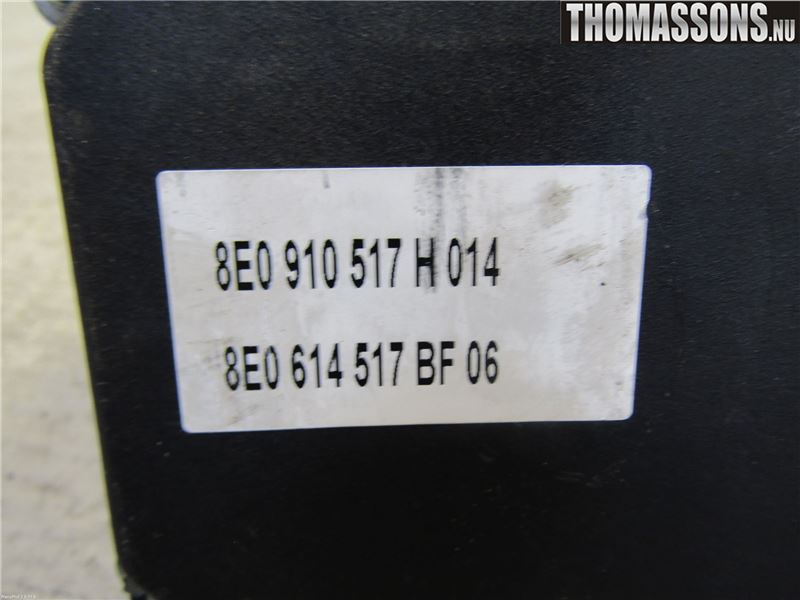 THOMASSONS.NU
8E0 910 517 H 014
8E0 614 517 BF 06